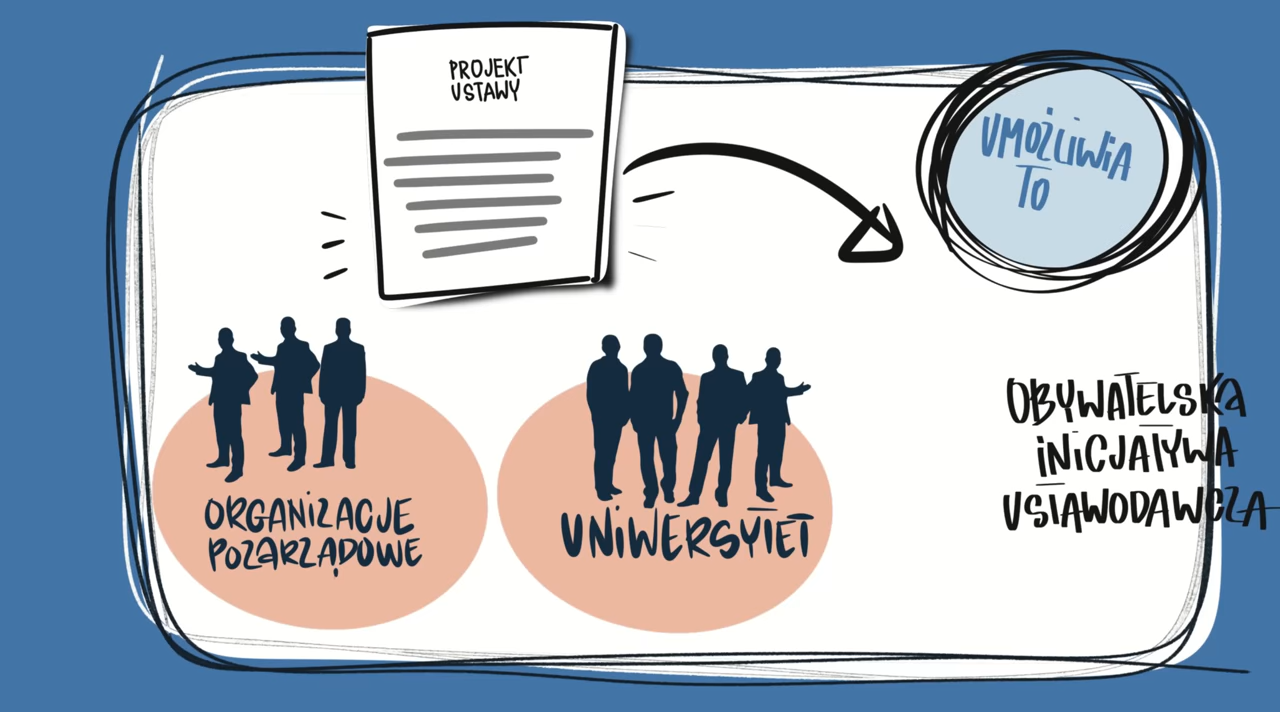 PROJEKT
USTAWY
UMOŻLIWIA
TO
ORGANIZACJE
POZARZĄDOWE
UNIWERSYTET
OBYWATELSKA
INICJATYWA
USTAWODAWCZA